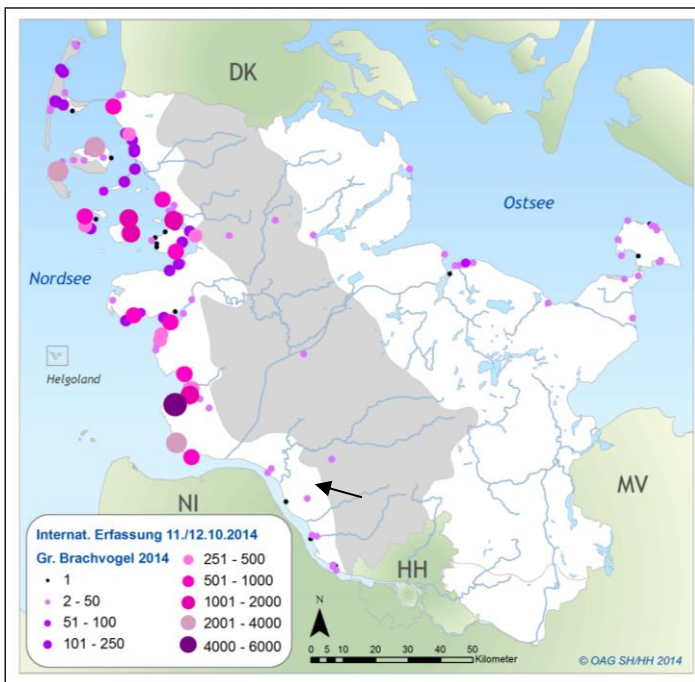 DK
Ostsee
Nordsee
Helgoland
NI
MV
HH
Internat. Erfassung 11./12.10.2014
Gr. Brachvogel 2014
1
2 - 50
51 - 100
101 - 250
251 - 500
501 - 1000
1001 - 2000
2001 - 4000
4000 - 6000
N
0 5 10 20 30 40 50
Kilometer
© OAG SH/HH 2014